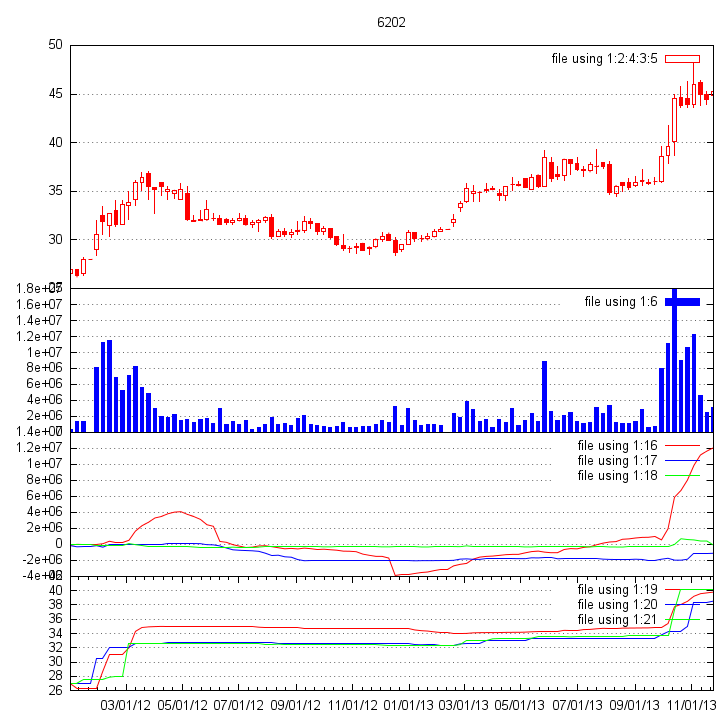 6202
50
file using 1:2:4:3:5
45
40
35
30
25
1.8e+07
file using 1:6
1.6e+07
1.4e+07
1.2e+07
1e+07
8e+06
6e+06
4e+06
2e+06
0
1.4e+07
file using 1:16
1.2e+07
file using 1:17
1e+07
file using 1:18
8e+06
6e+06
4e+06
2e+06
0
-2e+06
-4e+06
42
file using 1:19
40
file using 1:20
38
file using 1:21
36
34
32
30
28
26
03/01/12 05/01/12 07/01/12 09/01/12 11/01/12 01/01/13 03/01/13 05/01/13 07/01/13 09/01/13 11/01/13